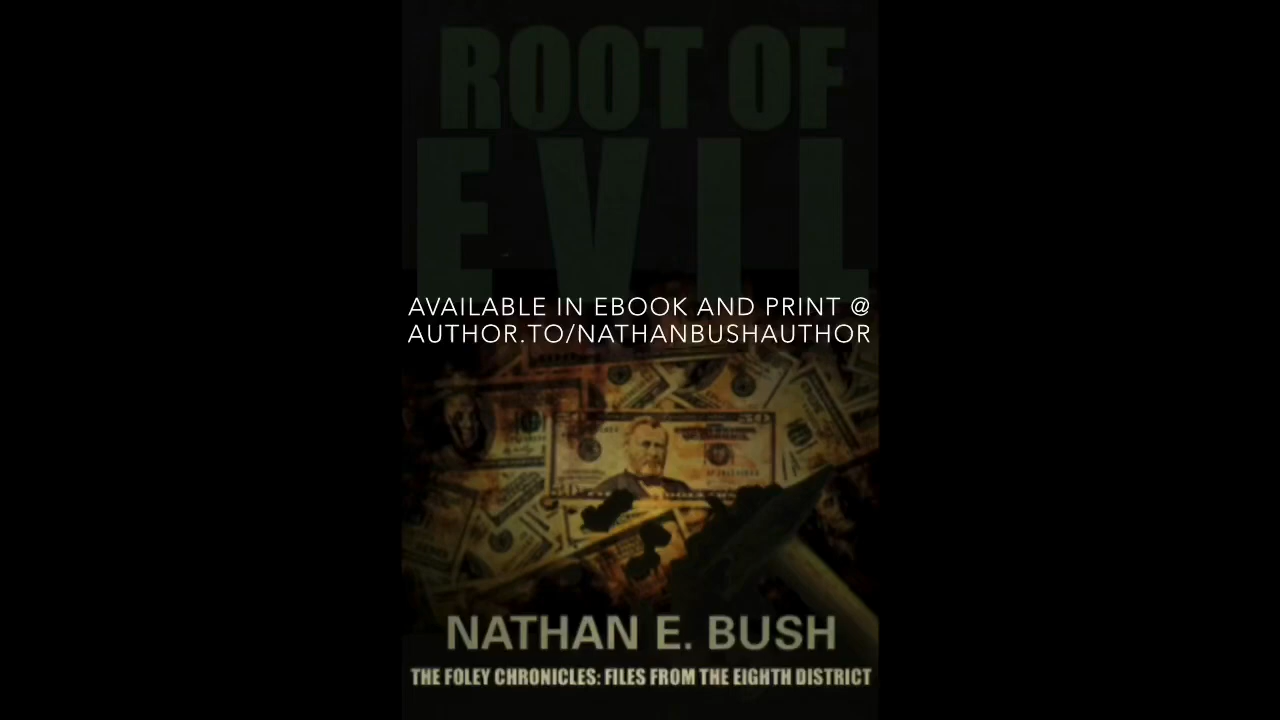 ROOT OF
EVIL
AVAILABLE IN EBOOK AND PRINT @
AUTHOR.TO/NATHANBUSHAUTHOR
50
NATHAN E. BUSH
THE FOLEY CHRONICLES: FILES FROM THE EIGHTH DISTRICT